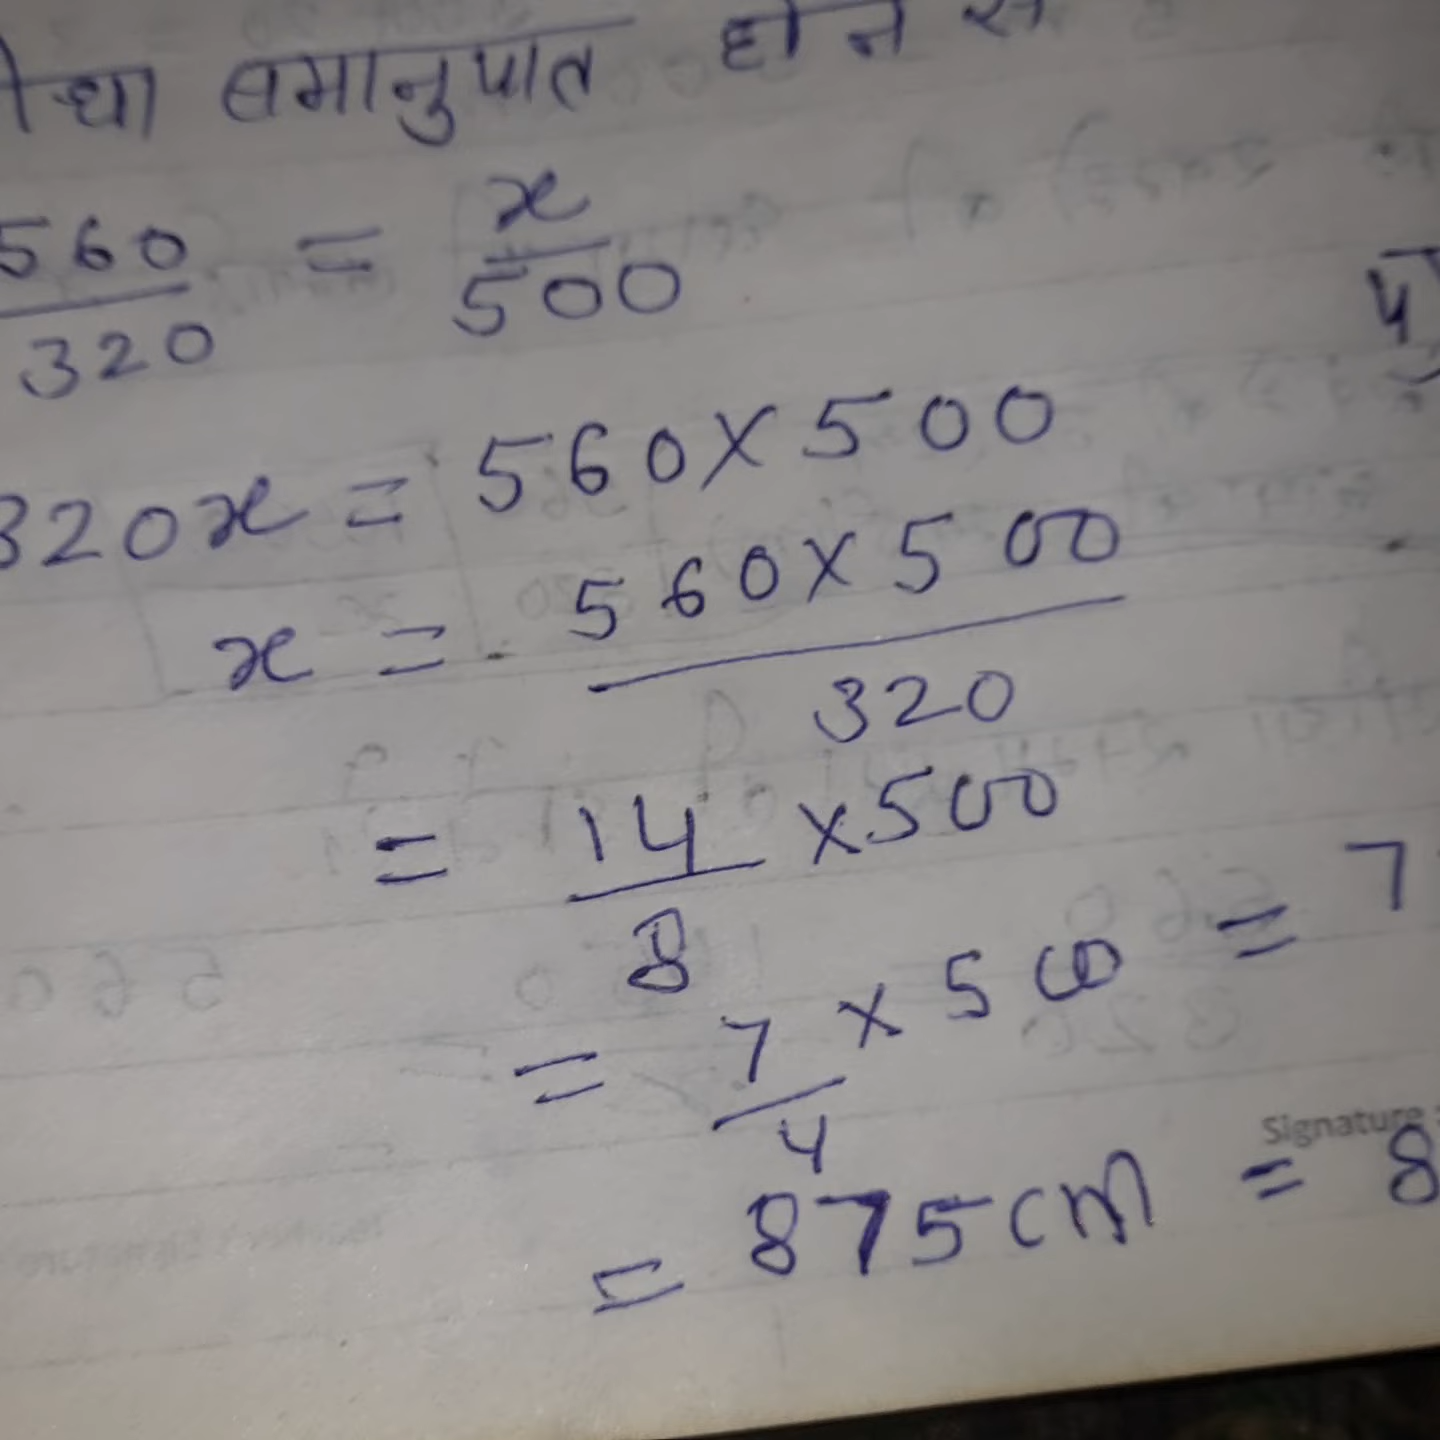 समानुपात होने से
560/320 = x/500
320x = 560 x 500
x = 560 x 500 / 320
= 14/8 x 500
= 7/4 x 500 = 7
= 875 cm = 8
Signature